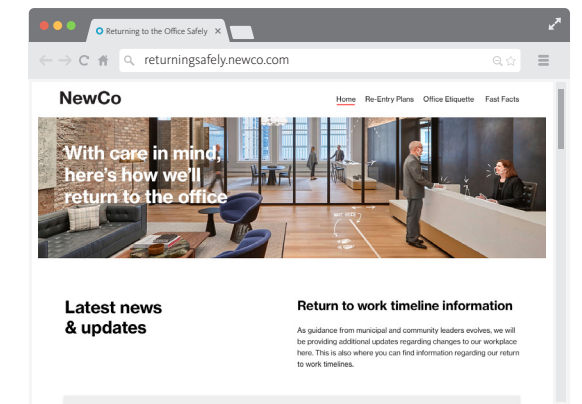 Returning to the Office Safely
returningsafely.newco.com
NewCo
Home Re-Entry Plans Office Etiquette Fast Facts
With care in mind,
here's how we'll
return to the office
WAIT HERE
Latest news
& updates
Return to work timeline information
As guidance from municipal and community leaders evolves, we will
be providing additional updates regarding changes to our workplace
here. This is also where you can find information regarding our return
to work timelines.